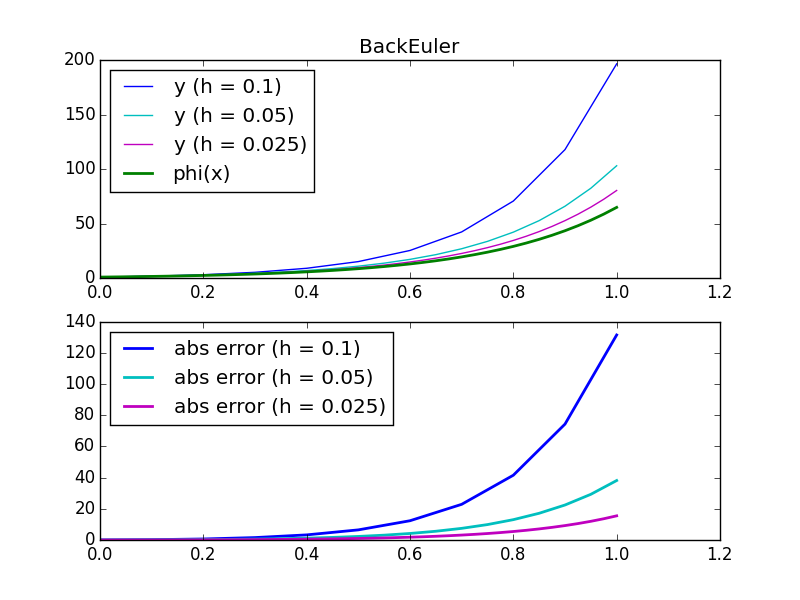 BackEuler
200
150
100
50
0
y (h = 0.1)
y (h = 0.05)
y (h = 0.025)
phi(x)
0.0 0.2 0.4 0.6 0.8 1.0 1.2
140
120
100
80
60
40
20
0
abs error (h = 0.1)
abs error (h = 0.05)
abs error (h = 0.025)
0.0 0.2 0.4 0.6 0.8 1.0 1.2